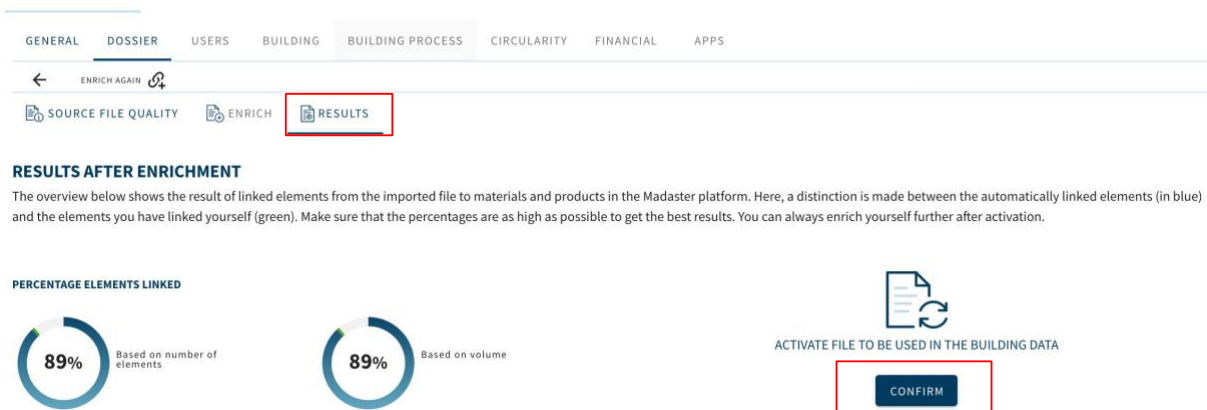 GENERAL DOSSIER USERS BUILDING BUILDING PROCESS CIRCULARITY FINANCIAL APPS
ENRICH AGAIN
SOURCE FILE QUALITY ENRICH RESULTS
RESULTS AFTER ENRICHMENT
The overview below shows the result of linked elements from the imported file to materials and products in the Madaster platform. Here, a distinction is made between the automatically linked elements (in blue)
and the elements you have linked yourself (green). Make sure that the percentages are as high as possible to get the best results. You can always enrich yourself further after activation.
PERCENTAGE ELEMENTS LINKED
89%
Based on number of
elements
89%
Based on volume
ACTIVATE FILE TO BE USED IN THE BUILDING DATA
CONFIRM